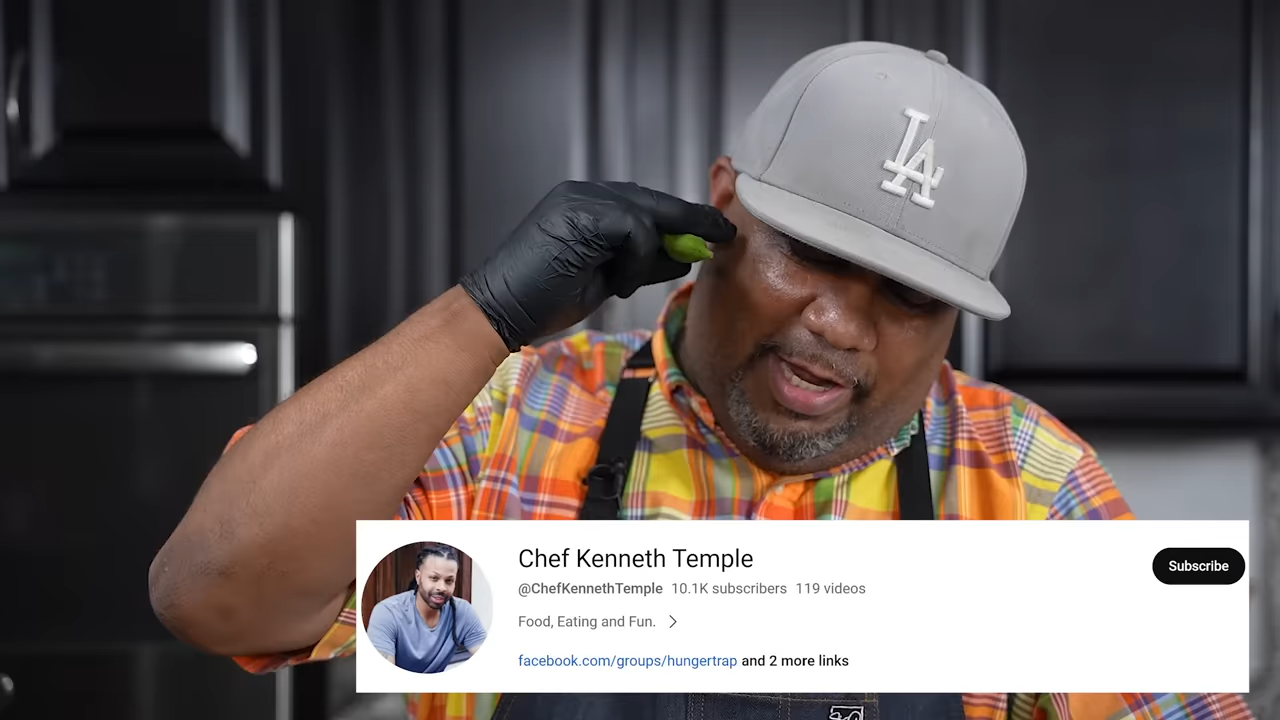 LA
Chef Kenneth Temple
Subscribe
@ChefKennethTemple 10.1K subscribers 119 videos
Food, Eating and Fun.
facebook.com/groups/hungertrap and 2 more links